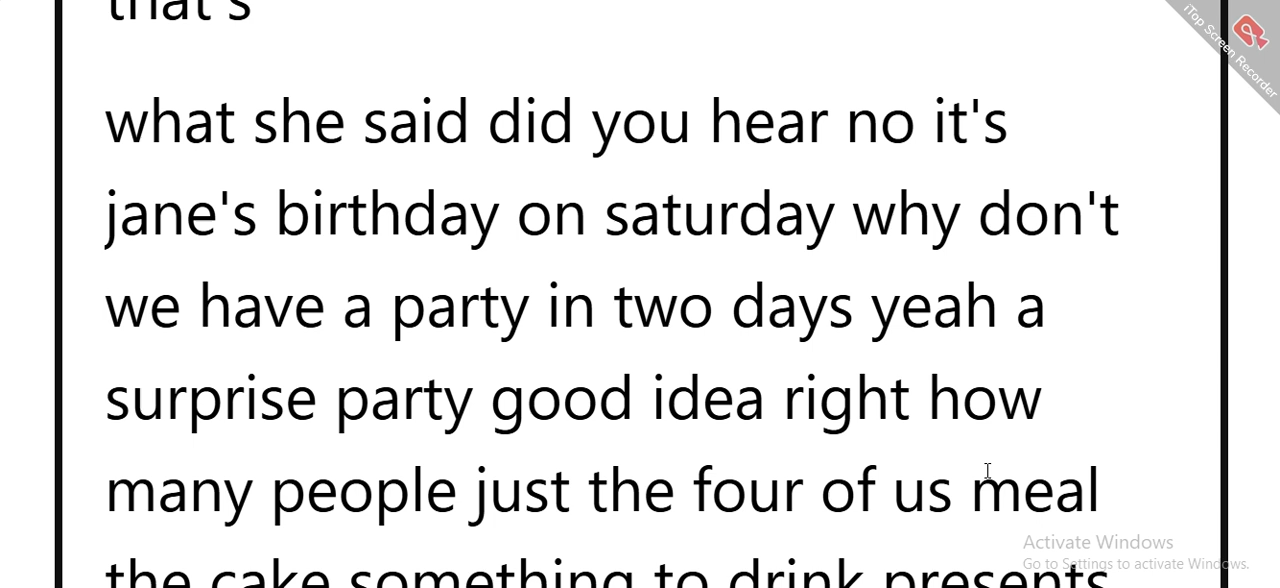 that's
what she said did you hear no it's
jane's birthday on saturday why don't
we have a party in two days yeah a
surprise party good idea right how
many people just the four of us meal
the cake something to drink presents
iTop Screen Recorder
Activate Windows
Go to Settings to activate Windows.